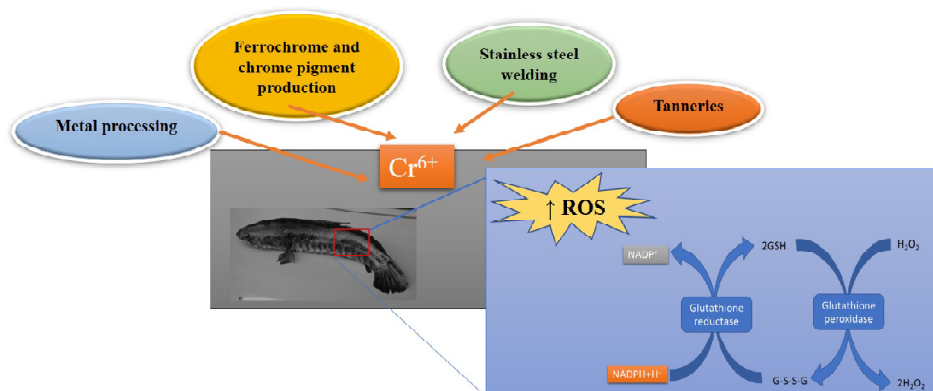 Ferrochrome and
chrome pigment
production
Stainless steel
welding
Metal processing
Tanneries
Cr6+
↑ ROS
NADP+
2GSH
H2O2
Glutathione
reductase
Glutathione
peroxidase
NADPH+H+
G-S-S-G
2H2O2